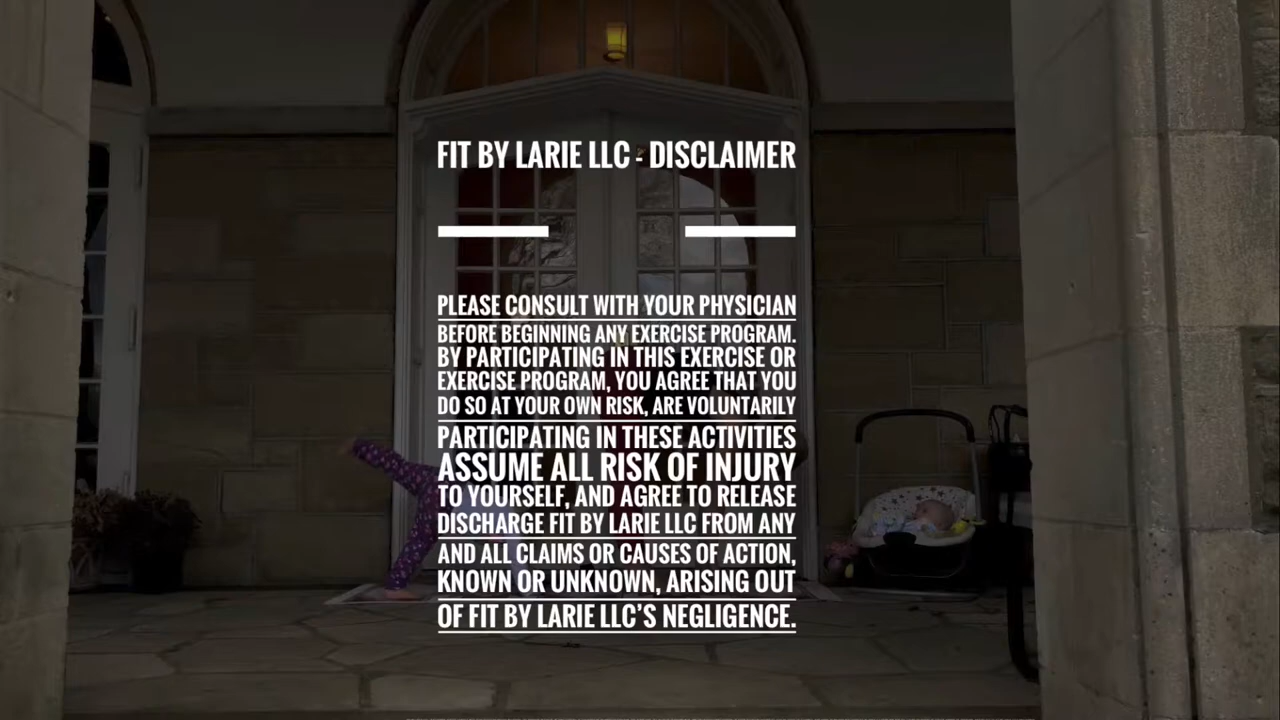 FIT BY LARIE LLC - DISCLAIMER
PLEASE CONSULT WITH YOUR PHYSICIAN
BEFORE BEGINNING ANY EXERCISE PROGRAM.
BY PARTICIPATING IN THIS EXERCISE OR
EXERCISE PROGRAM, YOU AGREE THAT YOU
DO SO AT YOUR OWN RISK, ARE VOLUNTARILY
PARTICIPATING IN THESE ACTIVITIES
ASSUME ALL RISK OF INJURY
TO YOURSELF, AND AGREE TO RELEASE
DISCHARGE FIT BY LARIE LLC FROM ANY
AND ALL CLAIMS OR CAUSES OF ACTION,
KNOWN OR UNKNOWN, ARISING OUT
OF FIT BY LARIE LLC'S NEGLIGENCE.